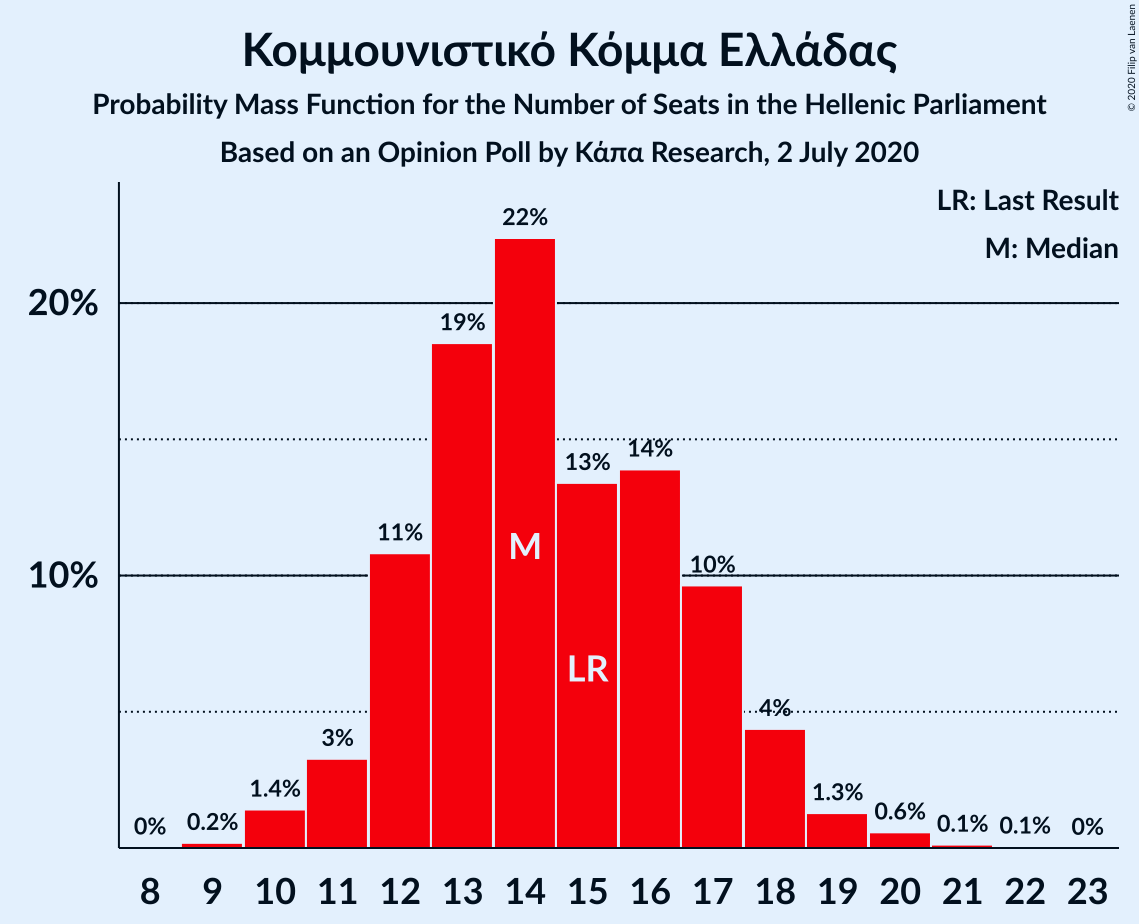 Κομμουνιστικό Κόμμα Ελλάδας
Probability Mass Function for the Number of Seats in the Hellenic Parliament
Based on an Opinion Poll by Κάπα Research, 2 July 2020
© 2020 Filip van Laenen
LR: Last Result
M: Median
20%
10%
0%
0.2%
1.4%
3%
11%
19%
22%
13%
14%
10%
4%
1.3%
0.6%
0.1%
0.1%
0%
M
LR
8 9 10 11 12 13 14 15 16 17 18 19 20 21 22 23